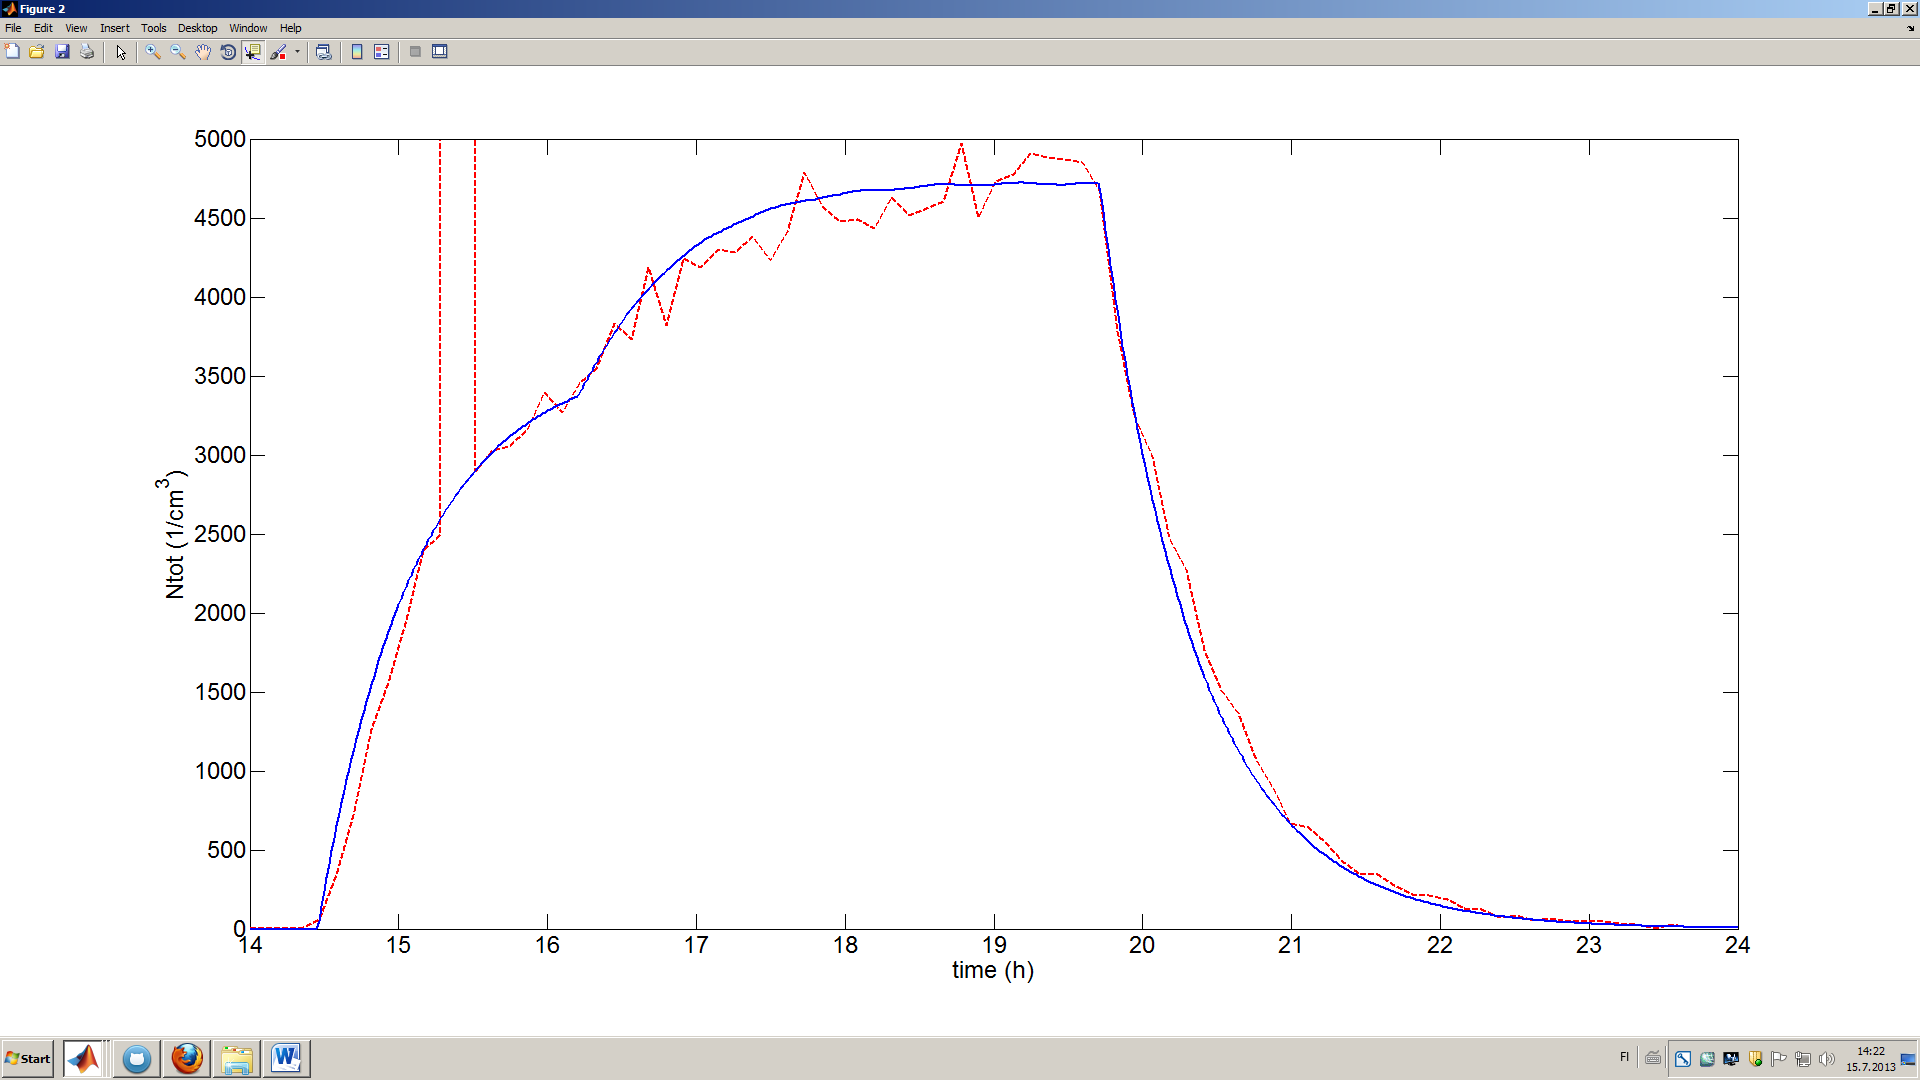 Figure 2
File Edit View Insert Tools Desktop Window Help
5000
4500
4000
3500
3000
2500
2000
1500
1000
500
0
Ntot (1/cm³)
14 15 16 17 18 19 20 21 22 23 24
time (h)
Start
FI
14:22
15.7.2013